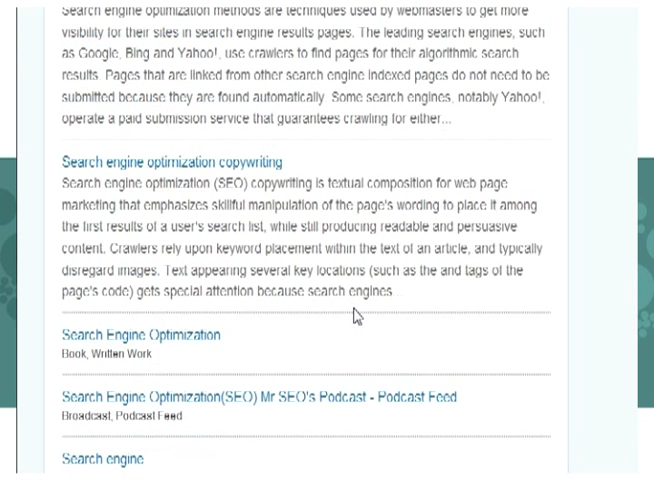 Search engine optimization methods are techniques used by webmasters to get more
visibility for their sites in search engine results pages. The leading search engines, such
as Google, Bing and Yahoo!, use crawlers to find pages for their algorithmic search
results. Pages that are linked from other search engine indexed pages do not need to be
submitted because they are found automatically. Some search engines, notably Yahoo!,
operate a paid submission service that guarantees crawling for either...
Search engine optimization copywriting
Search engine optimization (SEO) copywriting is textual composition for web page
marketing that emphasizes skillful manipulation of the page's wording to place it among
the first results of a user's search list, while still producing readable and persuasive
content. Crawlers rely upon keyword placement within the text of an article, and typically
disregard images. Text appearing several key locations (such as the and tags of the
page's code) gets special attention because search engines...
Search Engine Optimization
Book, Written Work
Search Engine Optimization(SEO) Mr SEO's Podcast - Podcast Feed
Broadcast, Podcast Feed
Search engine